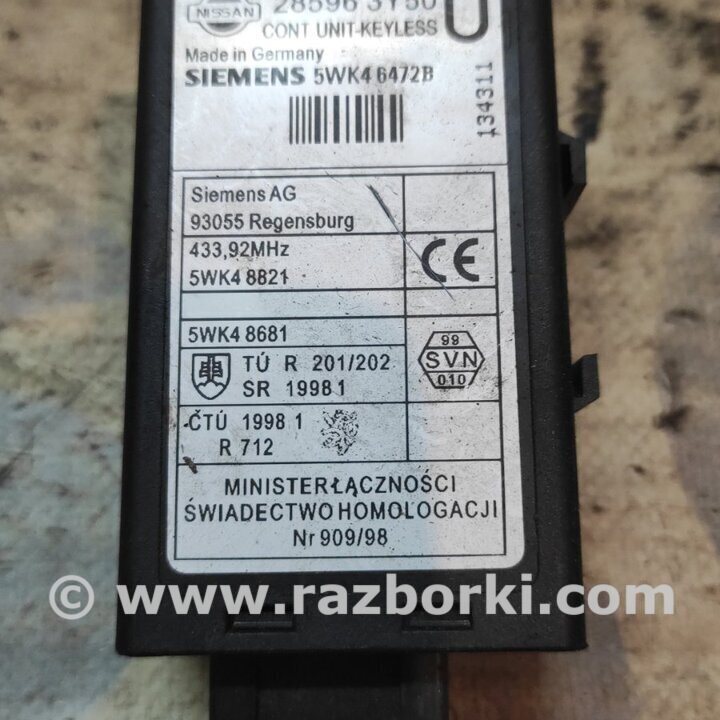 NISSAN 28596 3Y50 U
CONT UNIT-KEYLESS
Made in Germany
SIEMENS 5WK4 6472B
134311
Siemens AG
93055 Regensburg
433,92MHz
5WK4 8821
CE
5WK4 8681
TÚ R 201/202
SR 1998 1
99
SVN
010
ČTÚ 1998 1
R 712
MINISTER ŁĄCZNOŚCI
ŚWIADECTWO HOMOLOGACJI
Nr 909/98
© www.razborki.com